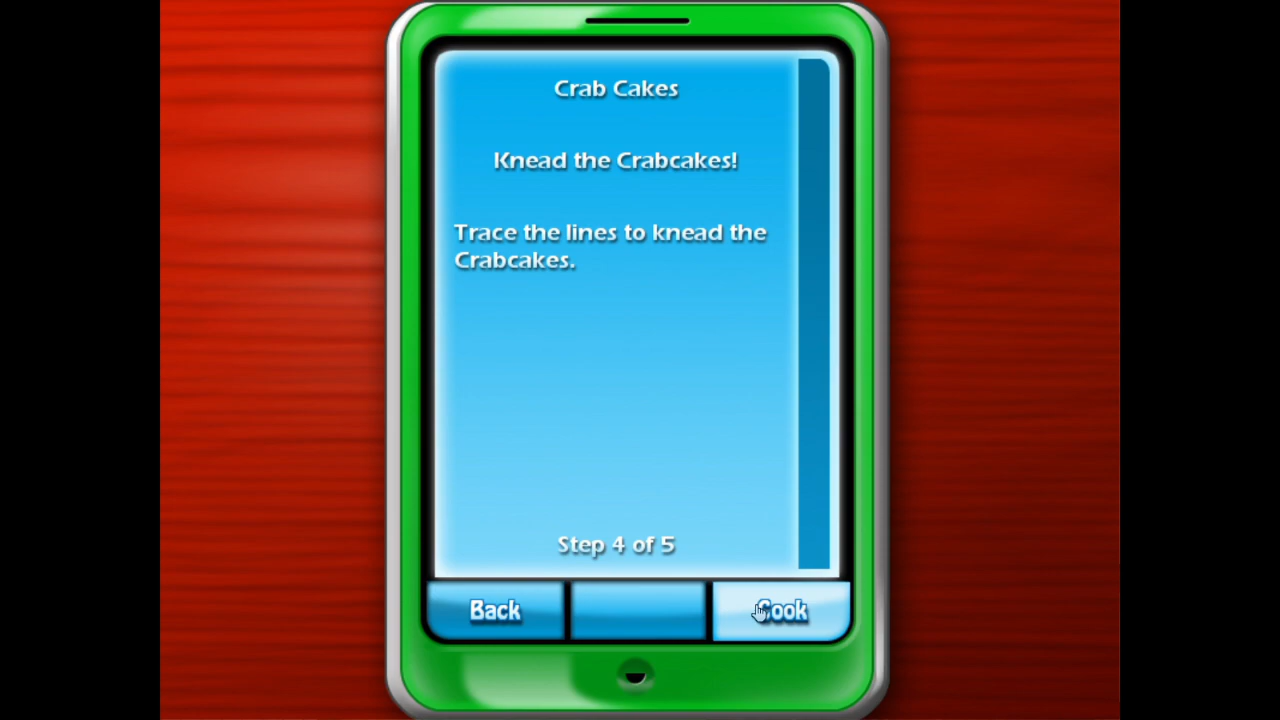 Crab Cakes
Knead the Crabcakes!
Trace the lines to knead the
Crabcakes.
Step 4 of 5
Back
Cook